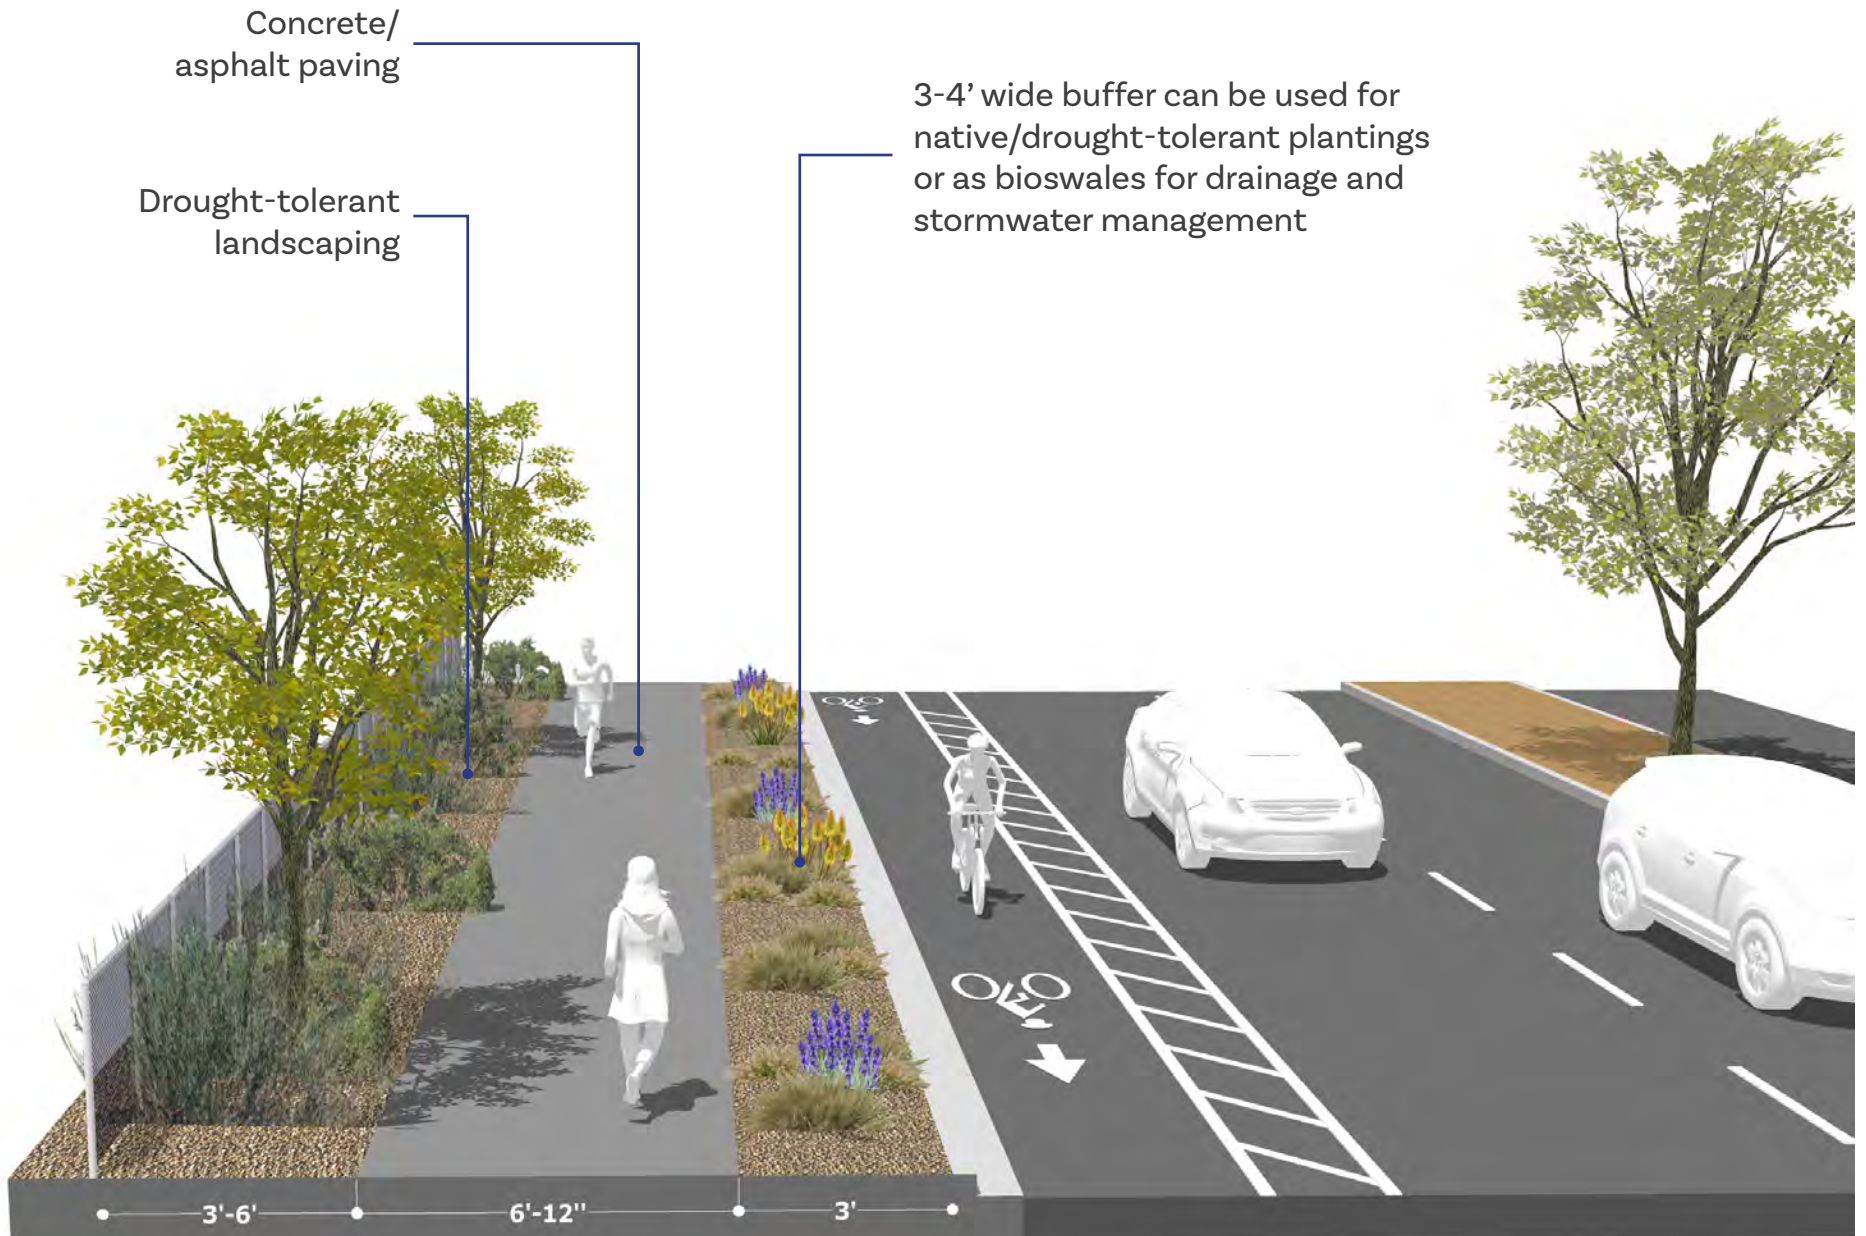 Concrete/
asphalt paving
3-4’ wide buffer can be used for
native/drought-tolerant plantings
or as bioswales for drainage and
stormwater management
Drought-tolerant
landscaping
3'-6'
6'-12''
3'